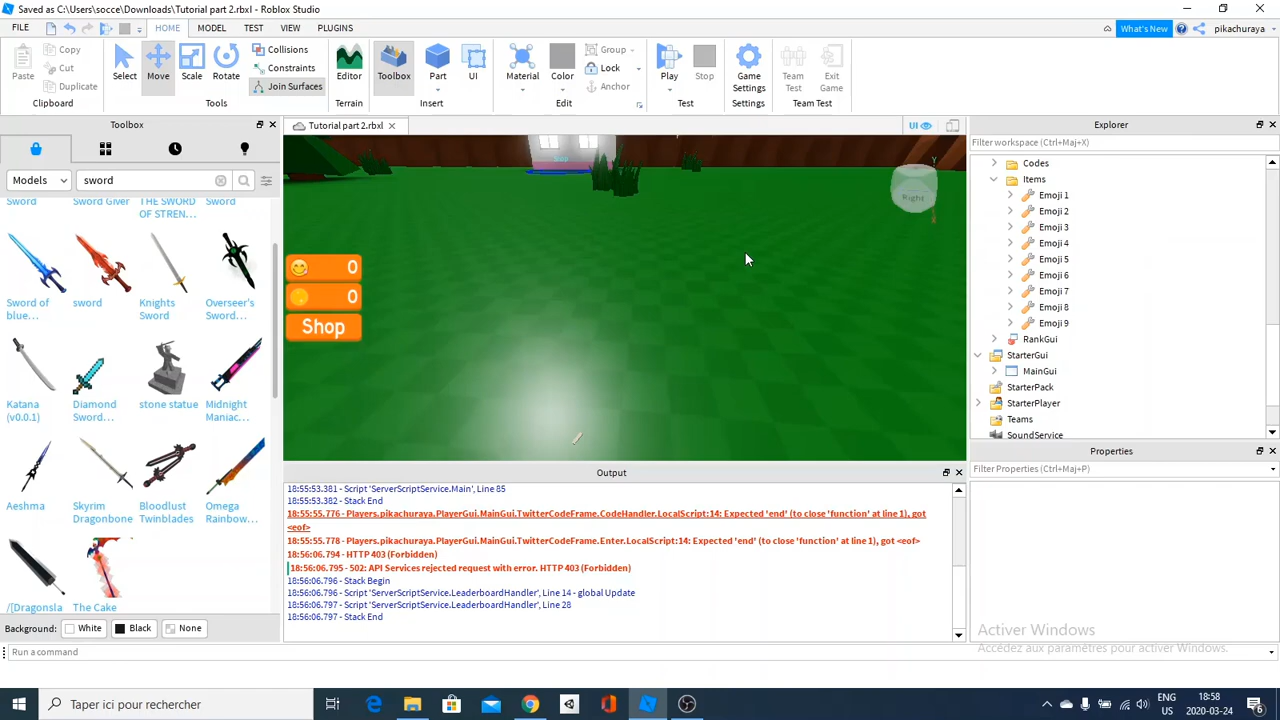 Saved as C:\Users\socce\Downloads\Tutorial part 2.rbxl - Roblox Studio
FILE
HOME MODEL TEST VIEW PLUGINS
What's New
pikachuraya
Paste
Copy
Cut
Duplicate
Clipboard
Select Move Scale Rotate
Collisions
Constraints
Join Surfaces
Tools
Editor
Terrain
Toolbox Part UI
Insert
Material Color
Group
Lock
Anchor
Edit
Play Stop
Test
Game Settings
Settings
Team Test
Exit Game
Team Test
Toolbox
Tutorial part 2.rbxl
UI
Explorer
Filter workspace (Ctrl+Maj+X)
Models
sword
Sword
Sword Giver
THE SWORD OF STREN...
Sword
Sword of blue...
sword
Knights Sword
Overseer's Sword...
Katana (v0.0.1)
Diamond Sword...
stone statue
Midnight Maniac...
Aeshma
Skyrim Dragonbone
Bloodlust Twinblades
Omega Rainbow...
/[Dragonsla
The Cake
Background: White Black None
Shop
Right
Y
0
0
Shop
Codes
Items
Emoji 1
Emoji 2
Emoji 3
Emoji 4
Emoji 5
Emoji 6
Emoji 7
Emoji 8
Emoji 9
RankGui
StarterGui
MainGui
StarterPack
StarterPlayer
Teams
SoundService
Properties
Filter Properties (Ctrl+Maj+P)
Output
18:55:53.381 - Script 'ServerScriptService.Main', Line 85
18:55:53.382 - Stack End
18:55:55.776 - Players.pikachuraya.PlayerGui.MainGui.TwitterCodeFrame.CodeHandler.LocalScript:14: Expected 'end' (to close 'function' at line 1), got
<eof>
18:55:55.778 - Players.pikachuraya.PlayerGui.MainGui.TwitterCodeFrame.Enter.LocalScript:14: Expected 'end' (to close 'function' at line 1), got <eof>
18:56:06.794 - HTTP 403 (Forbidden)
18:56:06.795 - 502: API Services rejected request with error. HTTP 403 (Forbidden)
18:56:06.796 - Stack Begin
18:56:06.796 - Script 'ServerScriptService.LeaderboardHandler', Line 14 - global Update
18:56:06.797 - Script 'ServerScriptService.LeaderboardHandler', Line 28
18:56:06.797 - Stack End
Activer Windows
Accédez aux paramètres pour activer Windows.
Run a command
Taper ici pour rechercher
ENG
US
18:58
2020-03-24
6